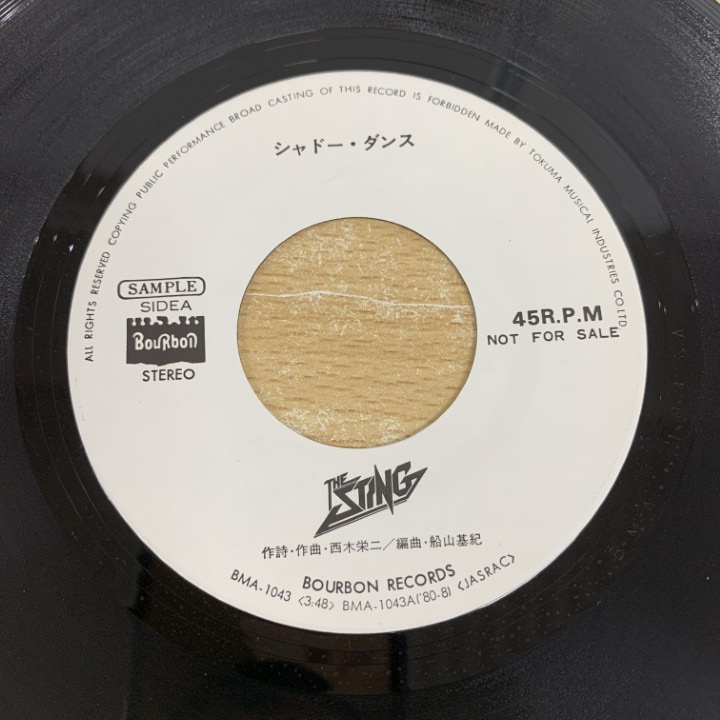 ALL RIGHTS RESERVED COPYING PUBLIC PERFORMANCE BROAD CASTING OF THIS RECORD IS FORBIDDEN MADE BY TOKUMA MUSICAL INDUSTRIES CO.LTD.
シャドー・ダンス
SAMPLE
SIDEA
BouRbon
STEREO
45R.P.M
NOT FOR SALE
THE STING
作詩・作曲・西木栄二/編曲・船山基紀
BOURBON RECORDS
BMA-1043 <3:48> BMA-1043A('80-8) <JASRAC>